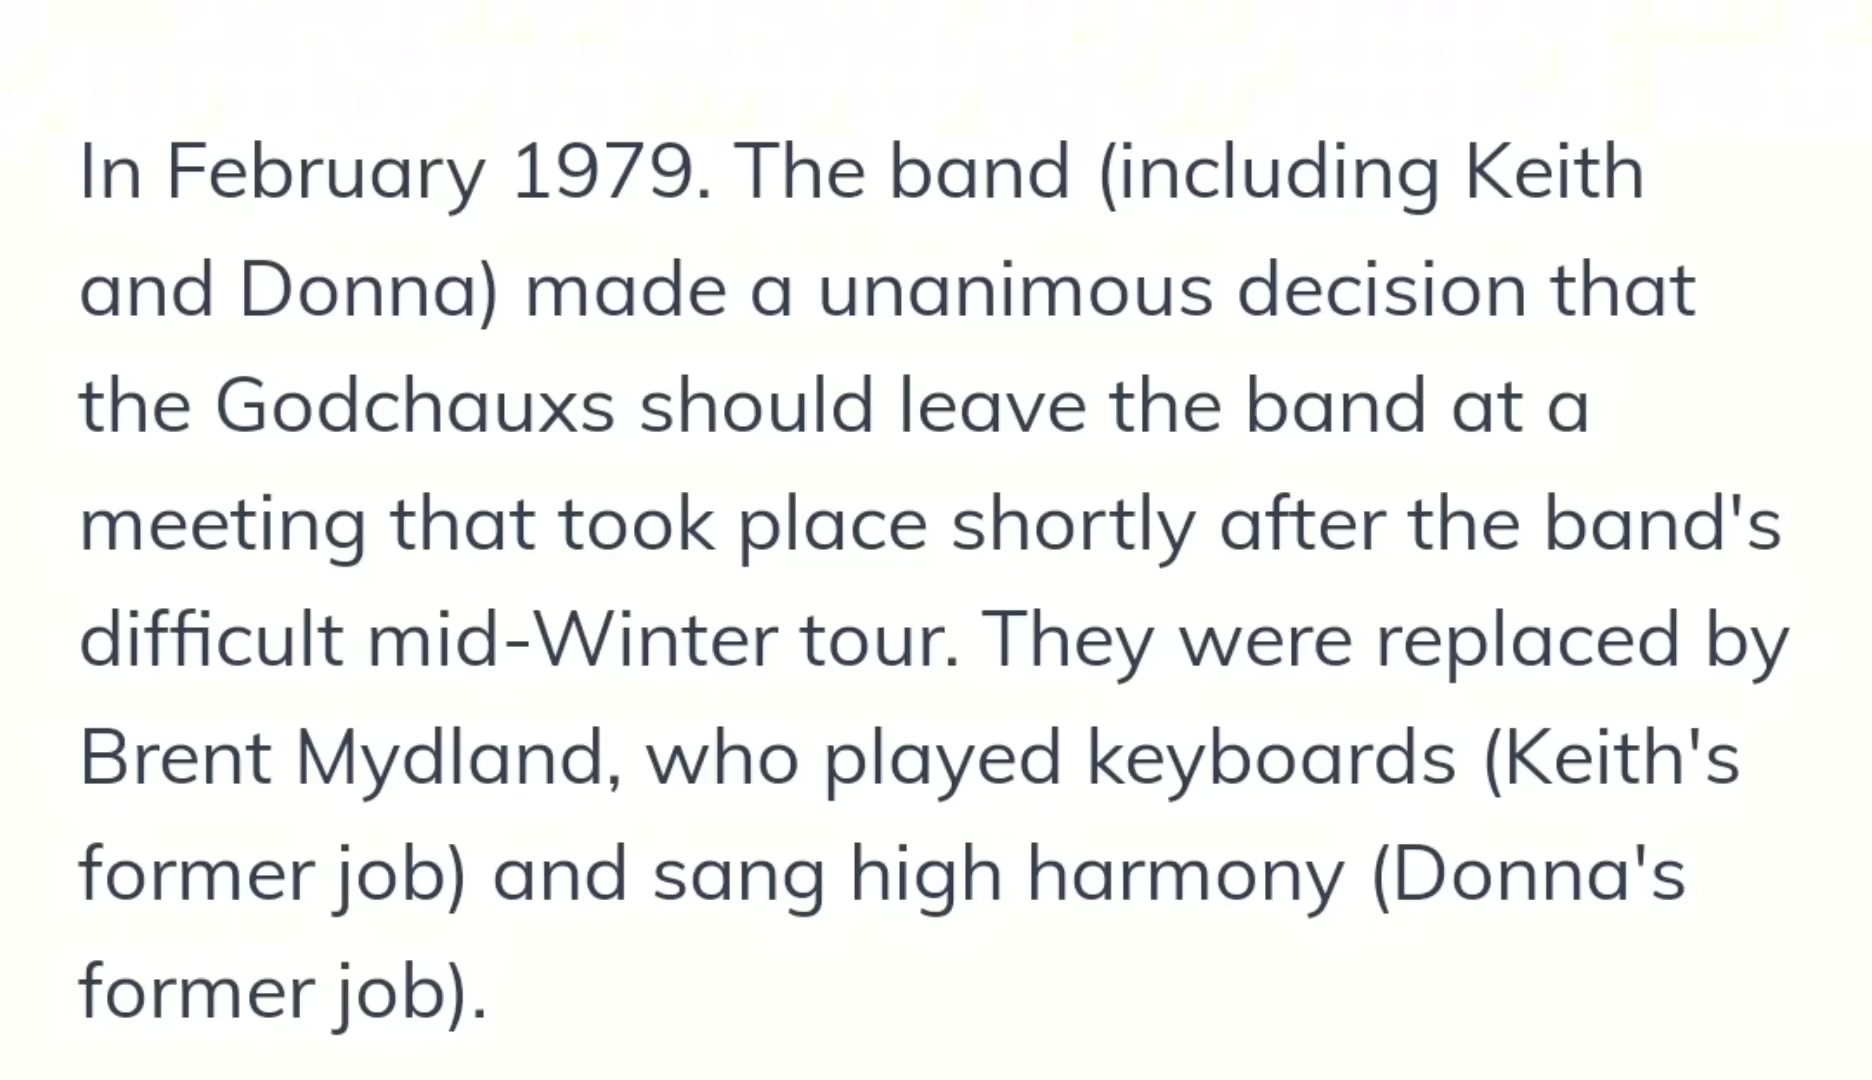 In February 1979. The band (including Keith
and Donna) made a unanimous decision that
the Godchauxs should leave the band at a
meeting that took place shortly after the band's
difficult mid-Winter tour. They were replaced by
Brent Mydland, who played keyboards (Keith's
former job) and sang high harmony (Donna's
former job).